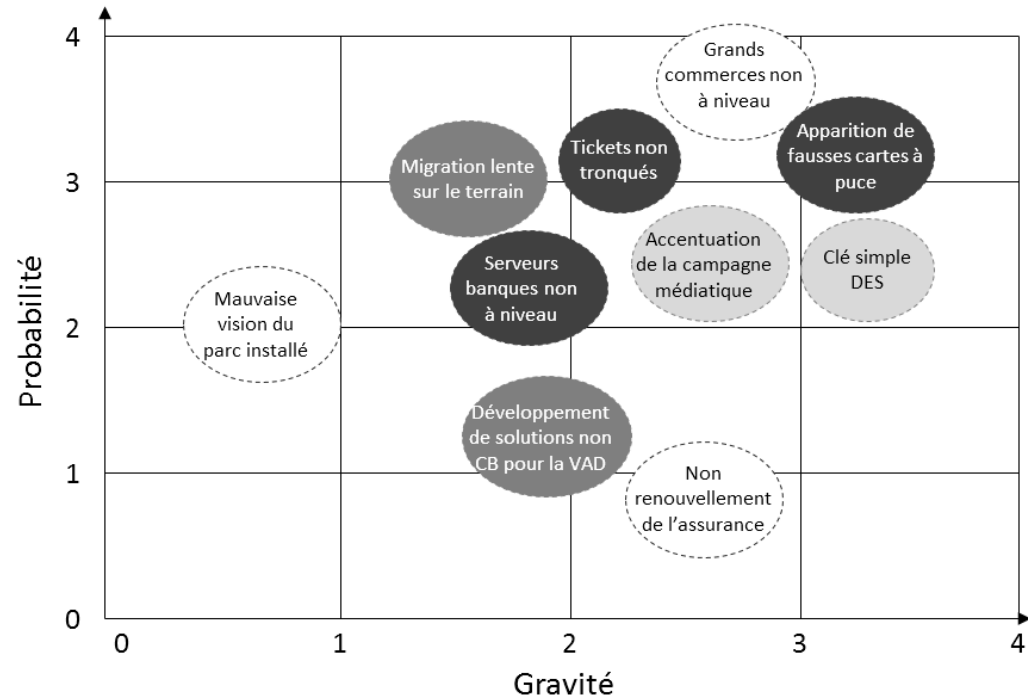 4
Grands
commerces non
à niveau
Apparition de
fausses cartes à
puce
Tickets non
tronqués
Migration lente
sur le terrain
3
Accentuation
de la campagne
médiatique
Clé simple
DES
Serveurs
banques non
à niveau
Mauvaise
vision du
parc installé
2
Probabilité
Développement
de solutions non
CB pour la VAD
1
Non
renouvellement
de l’assurance
0
0 1 2 3 4
Gravité